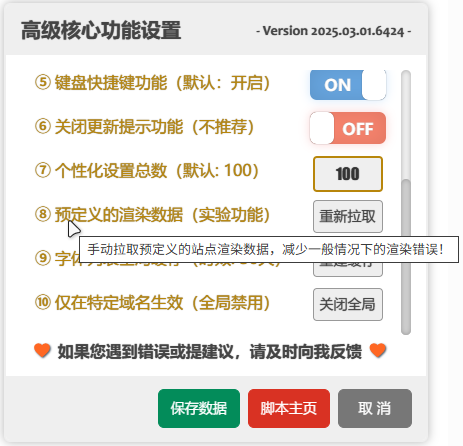 高级核心功能设置 - Version 2025.03.01.6424 -
⑤ 键盘快捷键功能（默认：开启） ON
⑥ 关闭更新提示功能（不推荐） OFF
⑦ 个性化设置总数（默认: 100） 100
⑧ 预定义的渲染数据（实验功能） 重新拉取
手动拉取预定义的站点渲染数据，减少一般情况下的渲染错误！
⑨ 重建缓存
⑩ 仅在特定域名生效（全局禁用） 关闭全局
如果您遇到错误或提建议，请及时向我反馈
保存数据 脚本主页 取 消